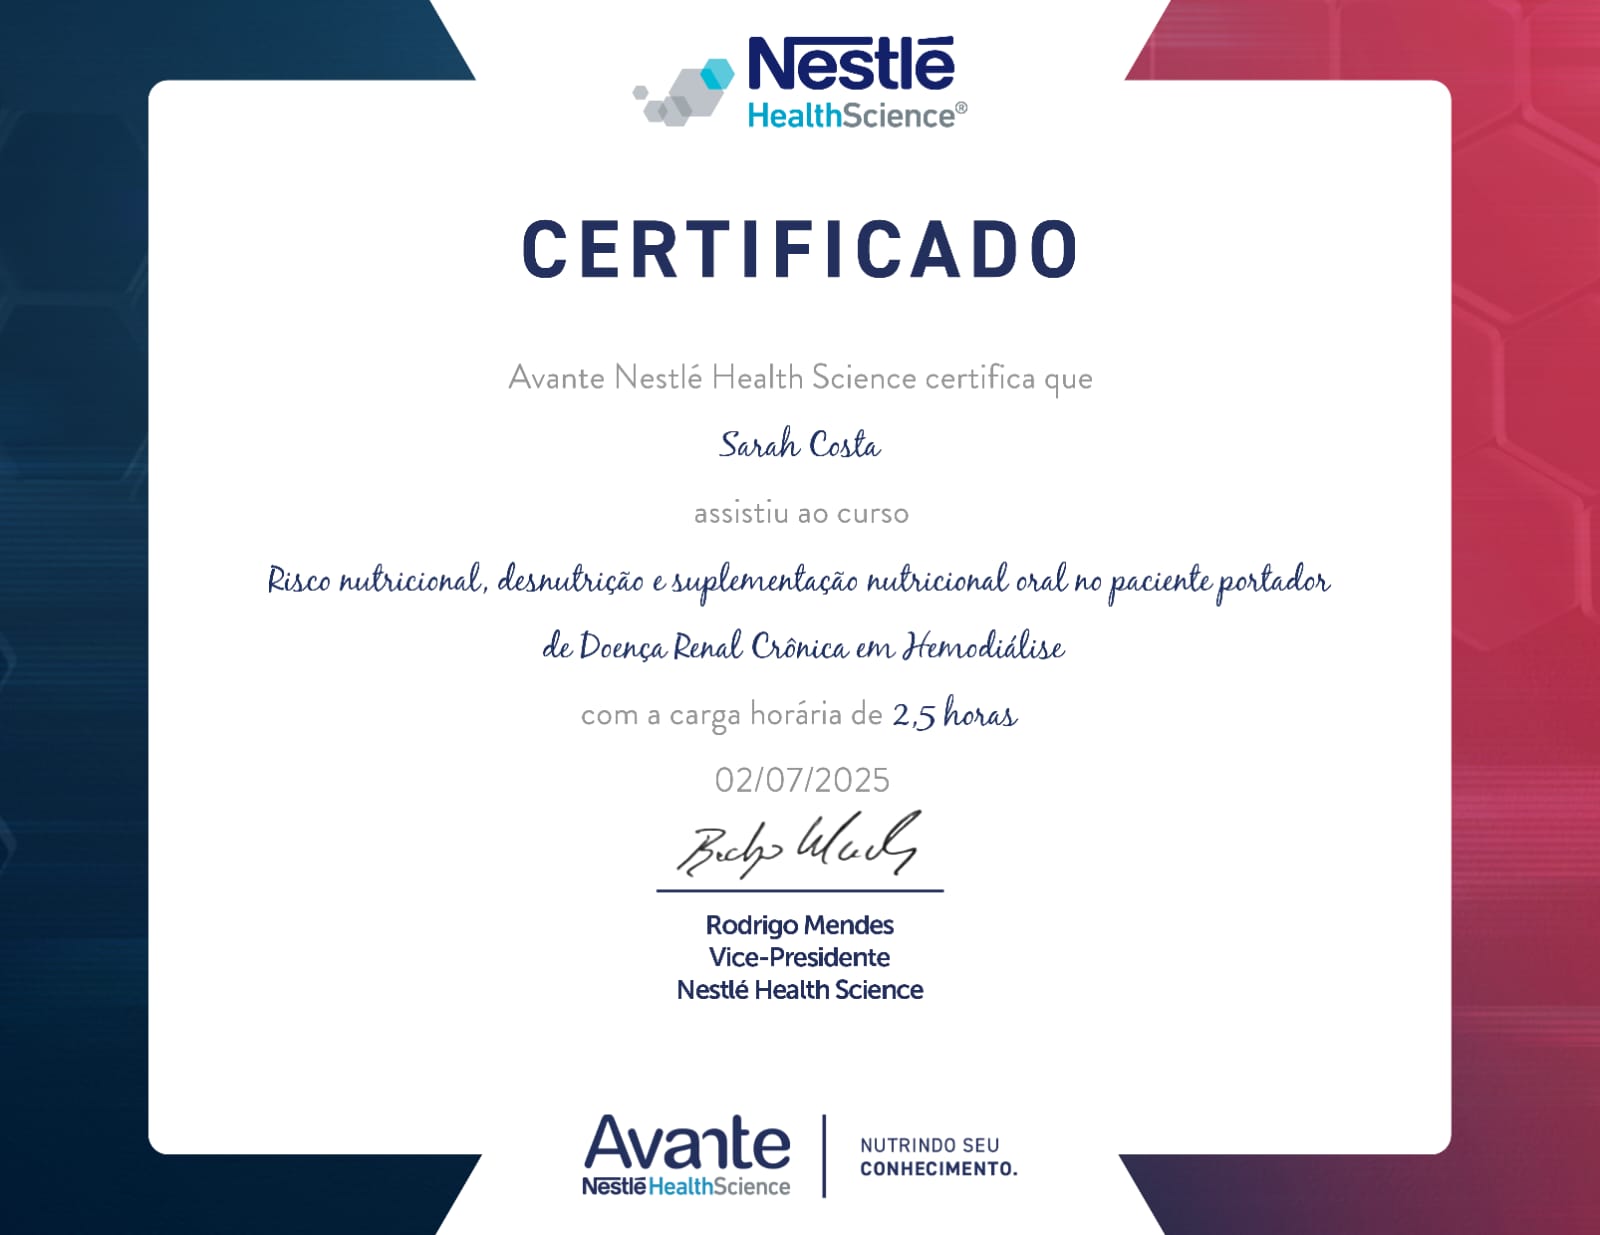 Nestlé
HealthScience®
CERTIFICADO
Avante Nestlé Health Science certifica que
Sarah Costa
assistiu ao curso
Risco nutricional, desnutrição e suplementação nutricional oral no paciente portador
de Doença Renal Crônica em Hemodiálise
com a carga horária de 2,5 horas
02/07/2025
Rodrigo Mendes
Vice-Presidente
Nestlé Health Science
Avante
Nestlé HealthScience
NUTRINDO SEU
CONHECIMENTO.